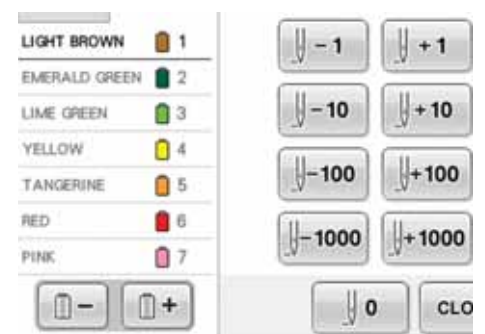 LIGHT BROWN 1
EMERALD GREEN 2
LIME GREEN 3
YELLOW 4
TANGERINE 5
RED 6
PINK 7
- +
-1 +1
-10 +10
-100 +100
-1000 +1000
0 CLO